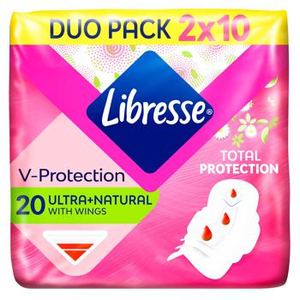 DUO PACK 2x10
Libresse
V-Protection
TOTAL
PROTECTION
20 ULTRA+NATURAL
WITH WINGS